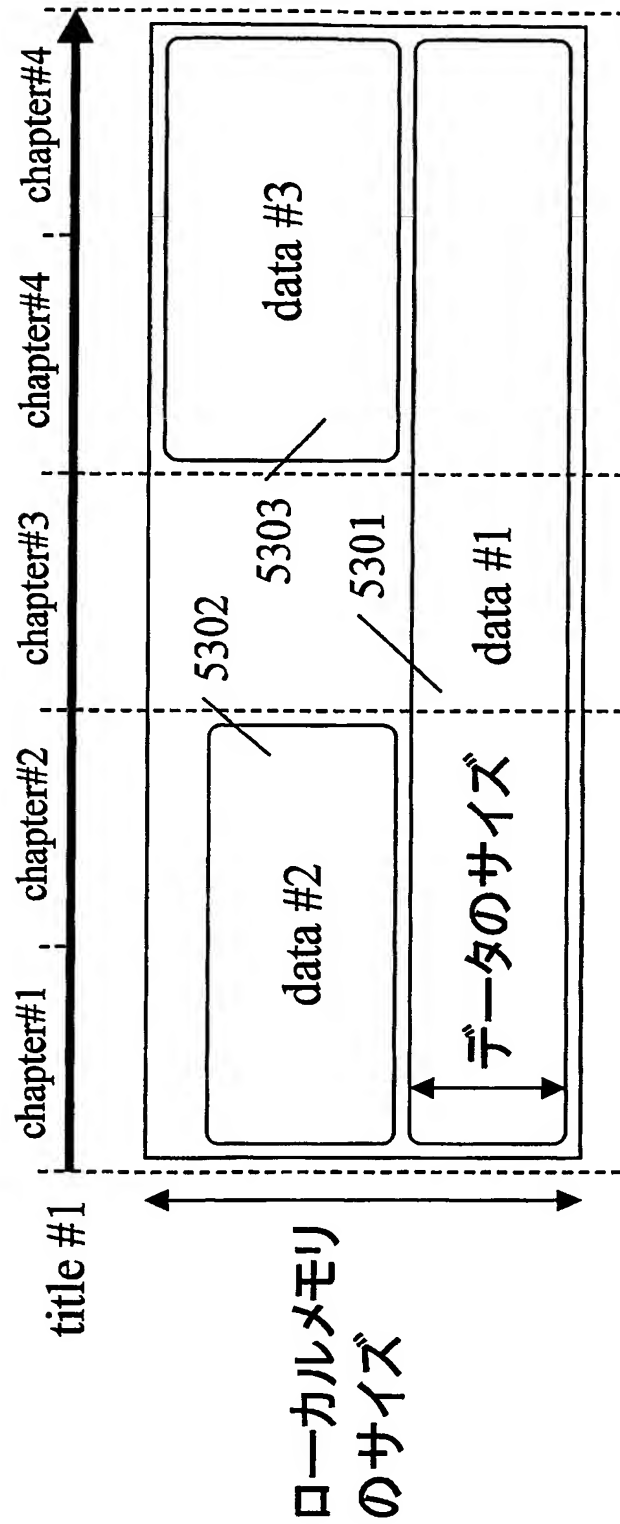 title #1
chapter#1
chapter#2
chapter#3
chapter#4
chapter#4
ローカルメモリ
のサイズ
data #2
5302
5303
data #3
5301
データのサイズ
data #1